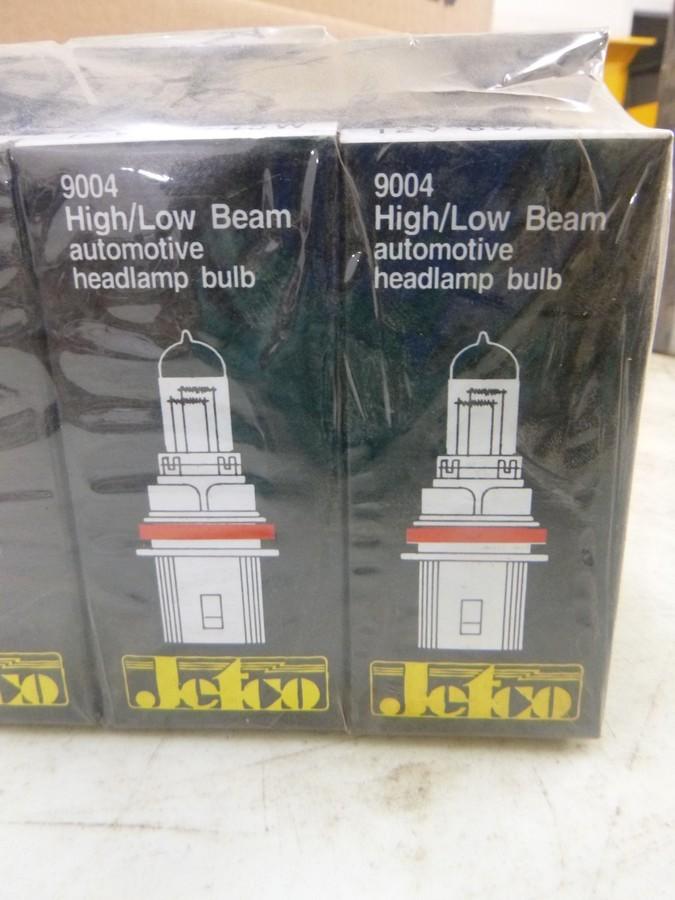 9004
High/Low Beam
automotive
headlamp bulb
Jetco
9004
High/Low Beam
automotive
headlamp bulb
Jetco